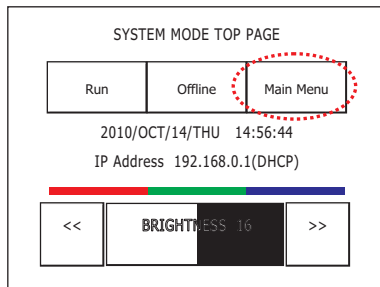 SYSTEM MODE TOP PAGE
Run Offline Main Menu
2010/OCT/14/THU 14:56:44
IP Address 192.168.0.1(DHCP)
<< BRIGHTNESS 16 >>